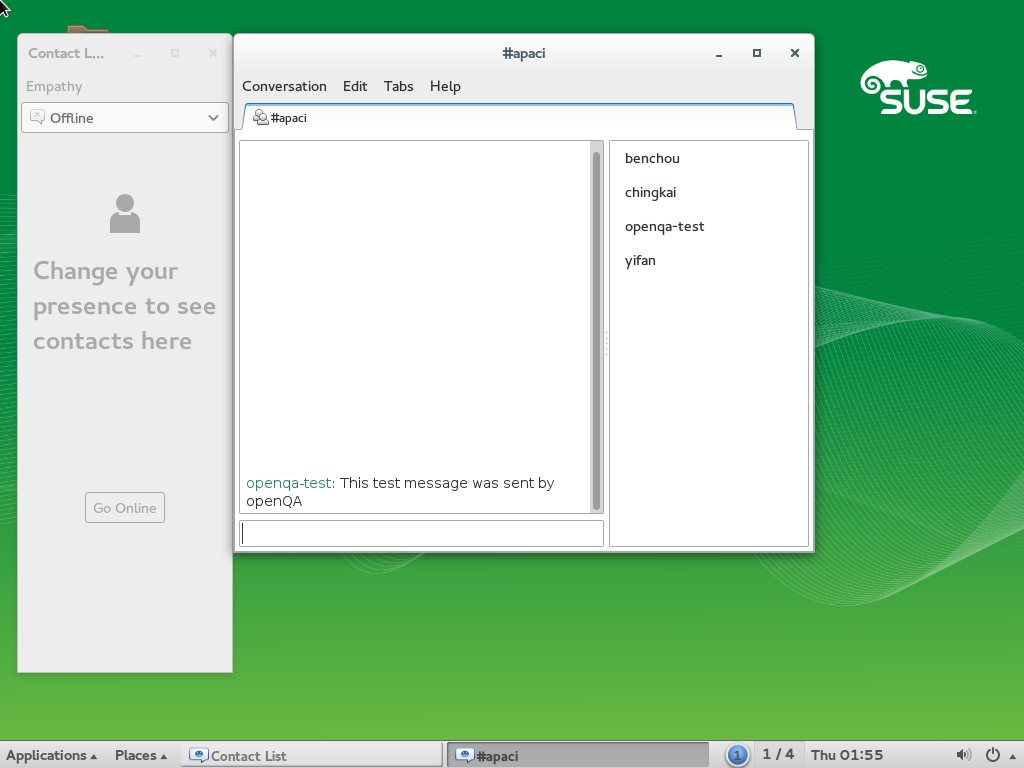 Contact L...
Empathy
Offline
Change your
presence to see
contacts here
Go Online
#apaci
Conversation Edit Tabs Help
#apaci
openqa-test: This test message was sent by
openQA
benchou
chingkai
openqa-test
yifan
SUSE
Applications Places Contact List #apaci 1 1 / 4 Thu 01:55